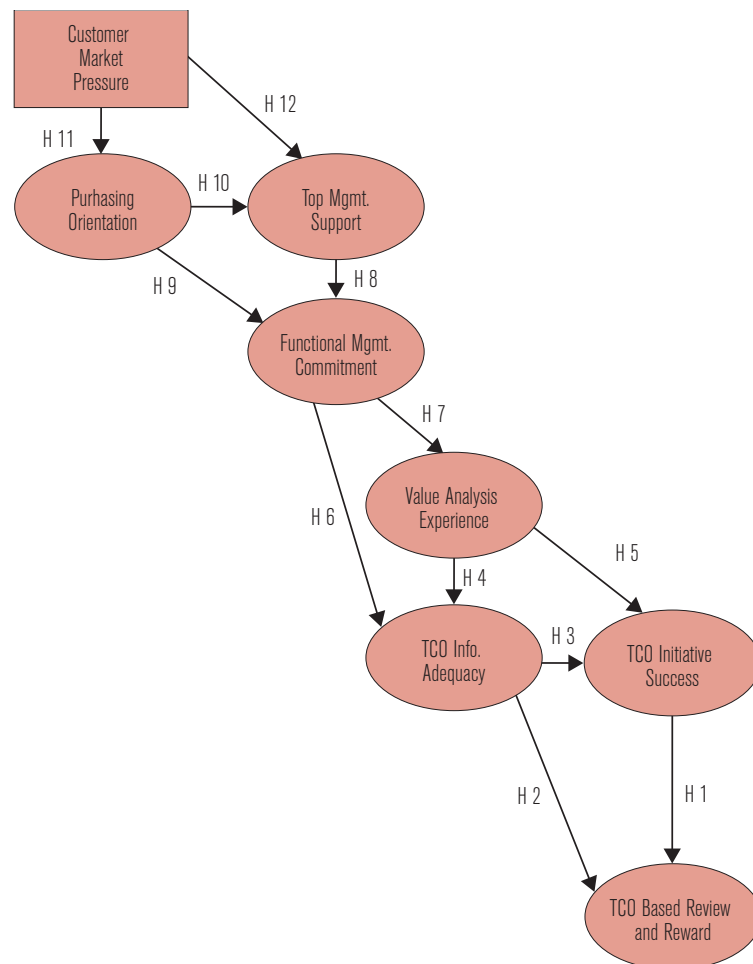 Customer
Market
Pressure
H 12
H 11
H 10
Purhasing
Orientation
Top Mgmt.
Support
H 9
H 8
Functional Mgmt.
Commitment
H 7
Value Analysis
Experience
H 6
H 5
H 4
TCO Info.
Adequacy
H 3
TCO Initiative
Success
H 2
H 1
TCO Based Review
and Reward